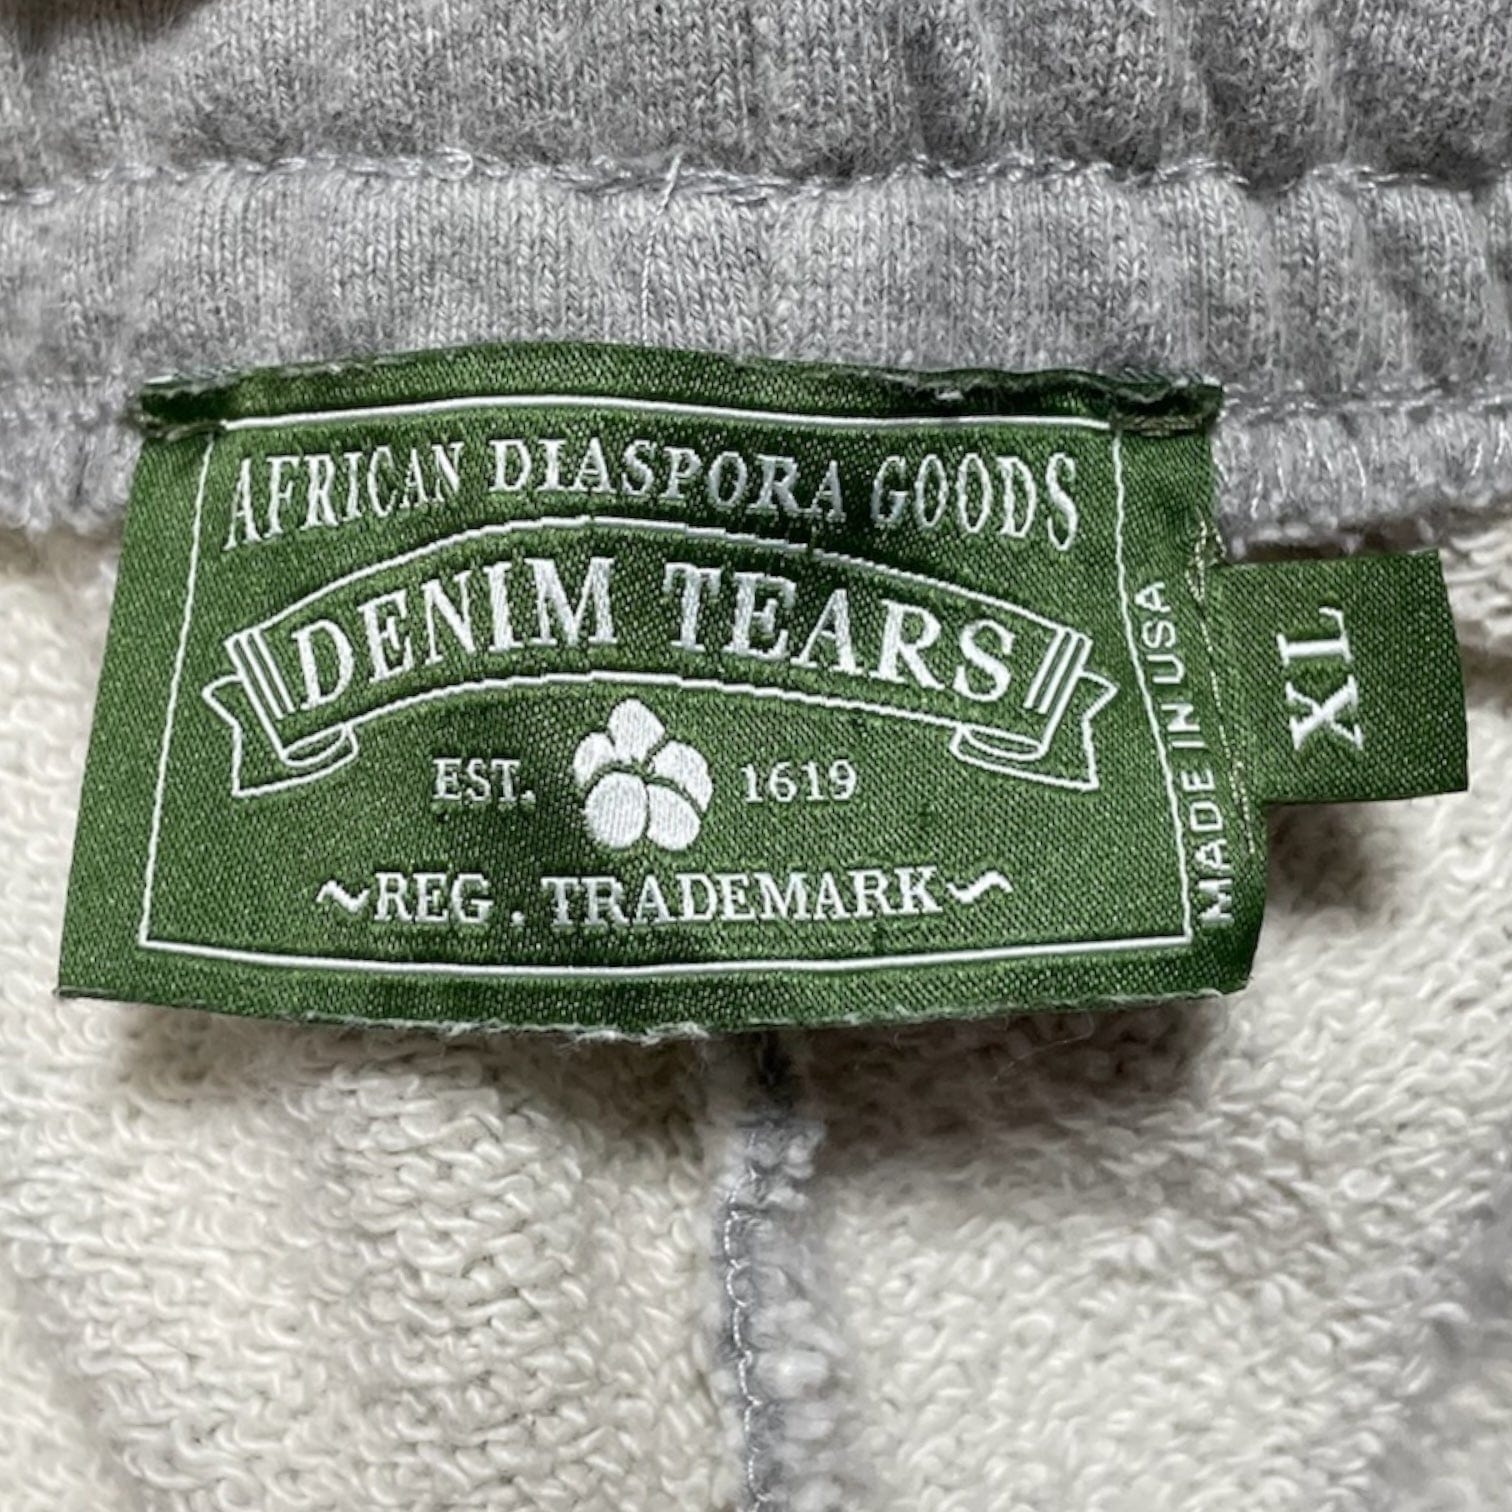 AFRICAN DIASPORA GOODS
DENIM TEARS
EST. 1619
~REG. TRADEMARK~
MADE IN USA
XL